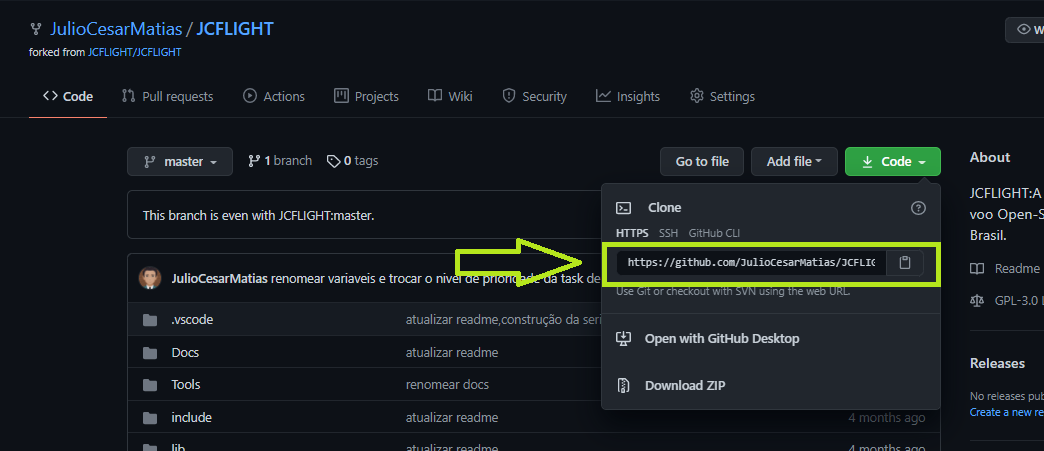 JulioCesarMatias / JCFLIGHT
forked from JCFLIGHT/JCFLIGHT
Code Pull requests Actions Projects Wiki Security Insights Settings
master 1 branch 0 tags Go to file Add file Code
About
This branch is even with JCFLIGHT:master.
JCFLIGHT:A
voo Open-S
Brasil.
Clone
HTTPS SSH GitHub CLI
https://github.com/JulioCesarMatias/JCFLIG
Use Git or checkout with SVN using the web URL.
JulioCesarMatias renomear variaveis e trocar o nivel de prioridade da task de
Readme
GPL-3.0
.vscode atualizar readme,construção da seri
Open with GitHub Desktop
Docs atualizar readme
Releases
Tools renomear docs
Download ZIP
No releases pub
Create a new re
include atualizar readme 4 months ago
lib atualizar readme 4 months ago